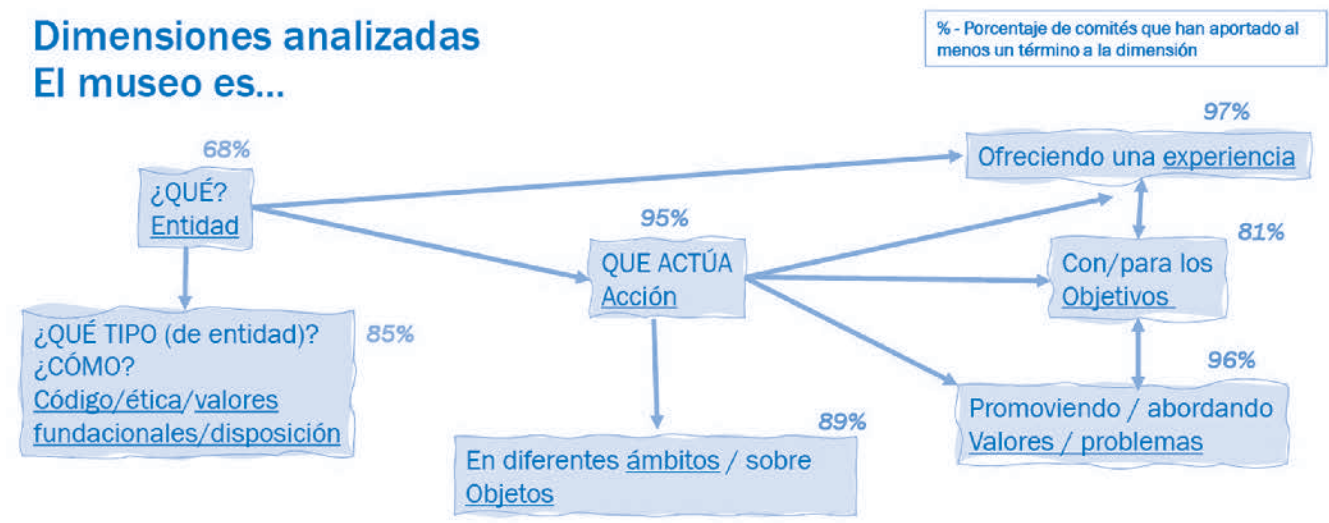 Dimensiones analizadas
El museo es...
% - Porcentaje de comités que han aportado al
menos un término a la dimensión
68%
¿QUÉ?
Entidad
97%
Ofreciendo una experiencia
95%
QUE ACTÚA
Acción
81%
Con/para los
Objetivos
85%
¿QUÉ TIPO (de entidad)?
¿CÓMO?
Código/ética/valores
fundacionales/disposición
96%
Promoviendo / abordando
Valores / problemas
89%
En diferentes ámbitos / sobre
Objetos